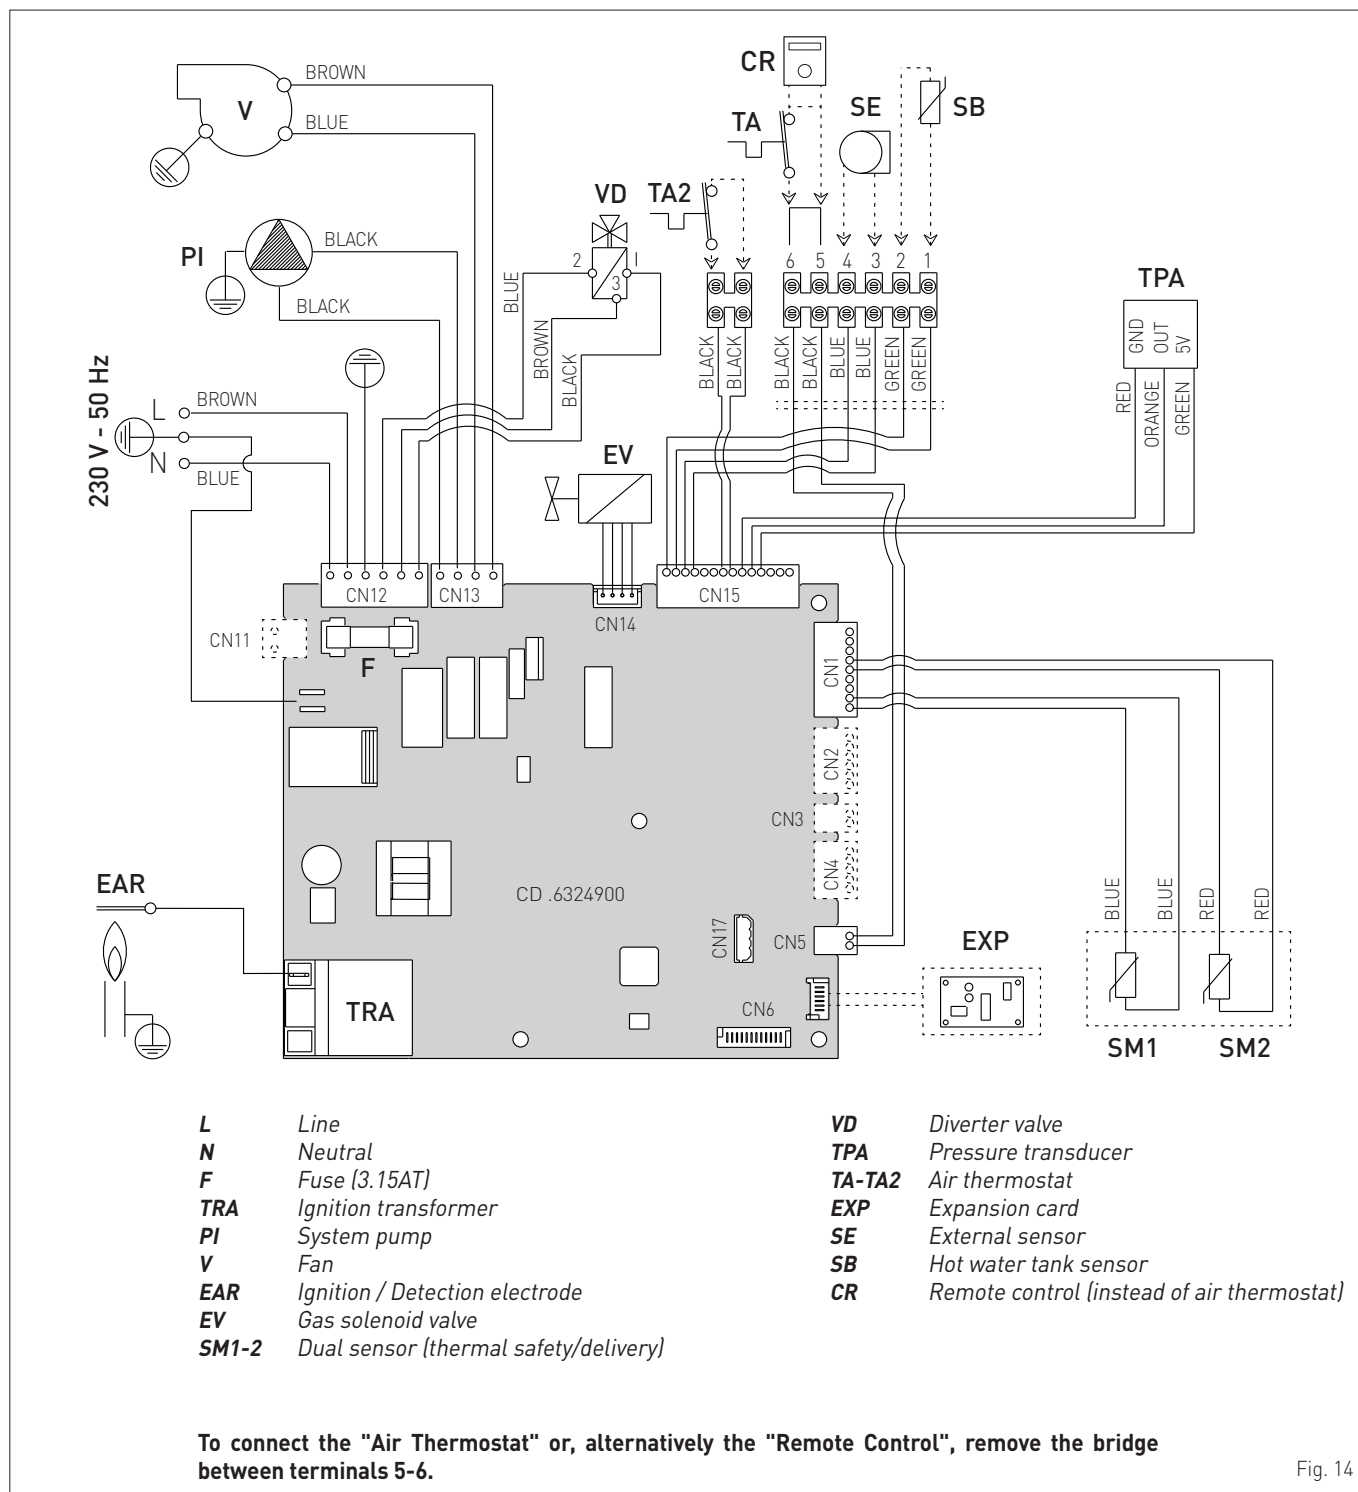 CR
BROWN
V
TA
SE
SB
BLUE
VD
TA2
BLACK
PI
2
1
3
6 5 4 3 2 1
TPA
BLACK
BLUE
BROWN
BLACK
BLACK
BLACK
BLACK
BLACK
BLUE
BLUE
GREEN
GREEN
GND
OUT
5V
RED
ORANGE
GREEN
230 V - 50 Hz
L
BROWN
N
BLUE
EV
CN12
CN13
CN14
CN15
CN11
F
CN1
CN2
CN3
CN4
CD .6324900
EAR
CN17
CN5
EXP
BLUE
BLUE
RED
RED
TRA
CN6
SM1
SM2
L Line
N Neutral
F Fuse (3.15AT)
TRA Ignition transformer
PI System pump
V Fan
EAR Ignition / Detection electrode
EV Gas solenoid valve
SM1-2 Dual sensor (thermal safety/delivery)
VD Diverter valve
TPA Pressure transducer
TA-TA2 Air thermostat
EXP Expansion card
SE External sensor
SB Hot water tank sensor
CR Remote control (instead of air thermostat)
To connect the "Air Thermostat" or, alternatively the "Remote Control", remove the bridge
between terminals 5-6.
Fig. 14